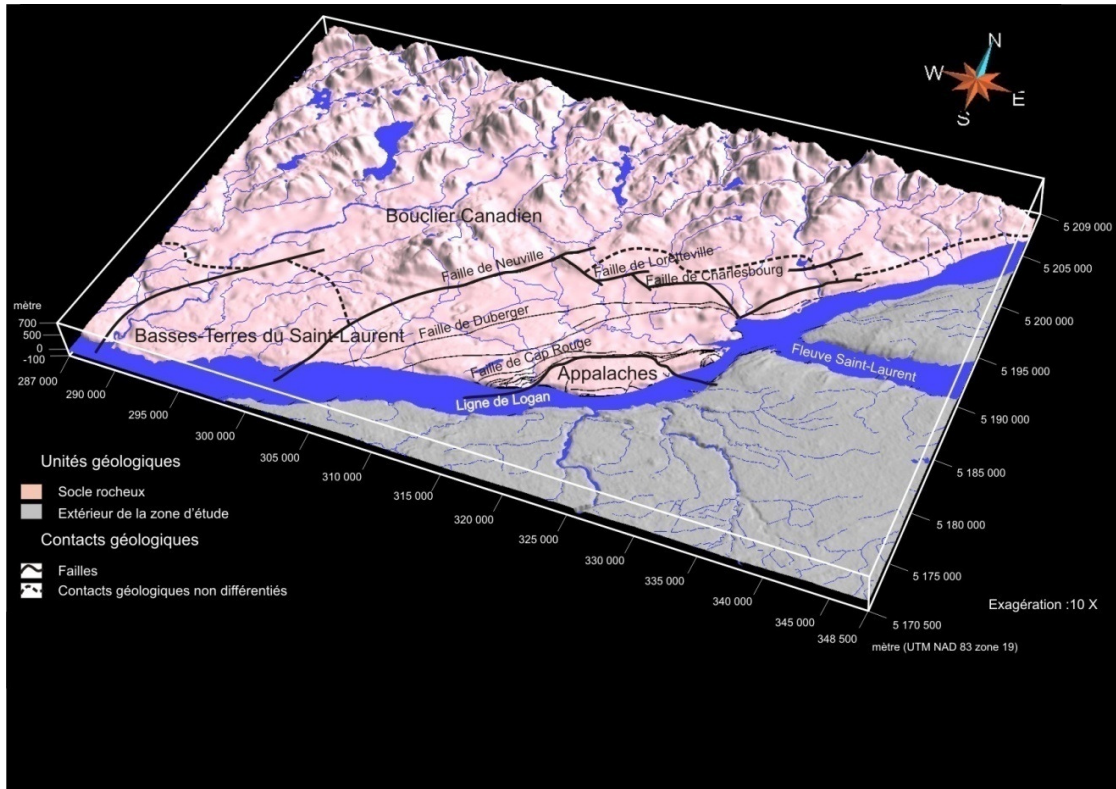 N
W
E
S
Bouclier Canadien
Faille de Neuville
Faille de Loretteville
Faille de Charlesbourg
Faille de Duberger
Basses-Terres du Saint-Laurent
Faille de Cap Rouge
Appalaches
Ligne de Logan
Fleuve Saint-Laurent
mètre
700
500
0
-100
287 000
290 000
295 000
300 000
305 000
310 000
315 000
320 000
325 000
330 000
335 000
340 000
345 000
348 500
5 209 000
5 205 000
5 200 000
5 195 000
5 190 000
5 185 000
5 180 000
5 175 000
5 170 500
mètre (UTM NAD 83 zone 19)
Exagération :10 X
Unités géologiques
Socle rocheux
Extérieur de la zone d'étude
Contacts géologiques
Failles
Contacts géologiques non différentiés